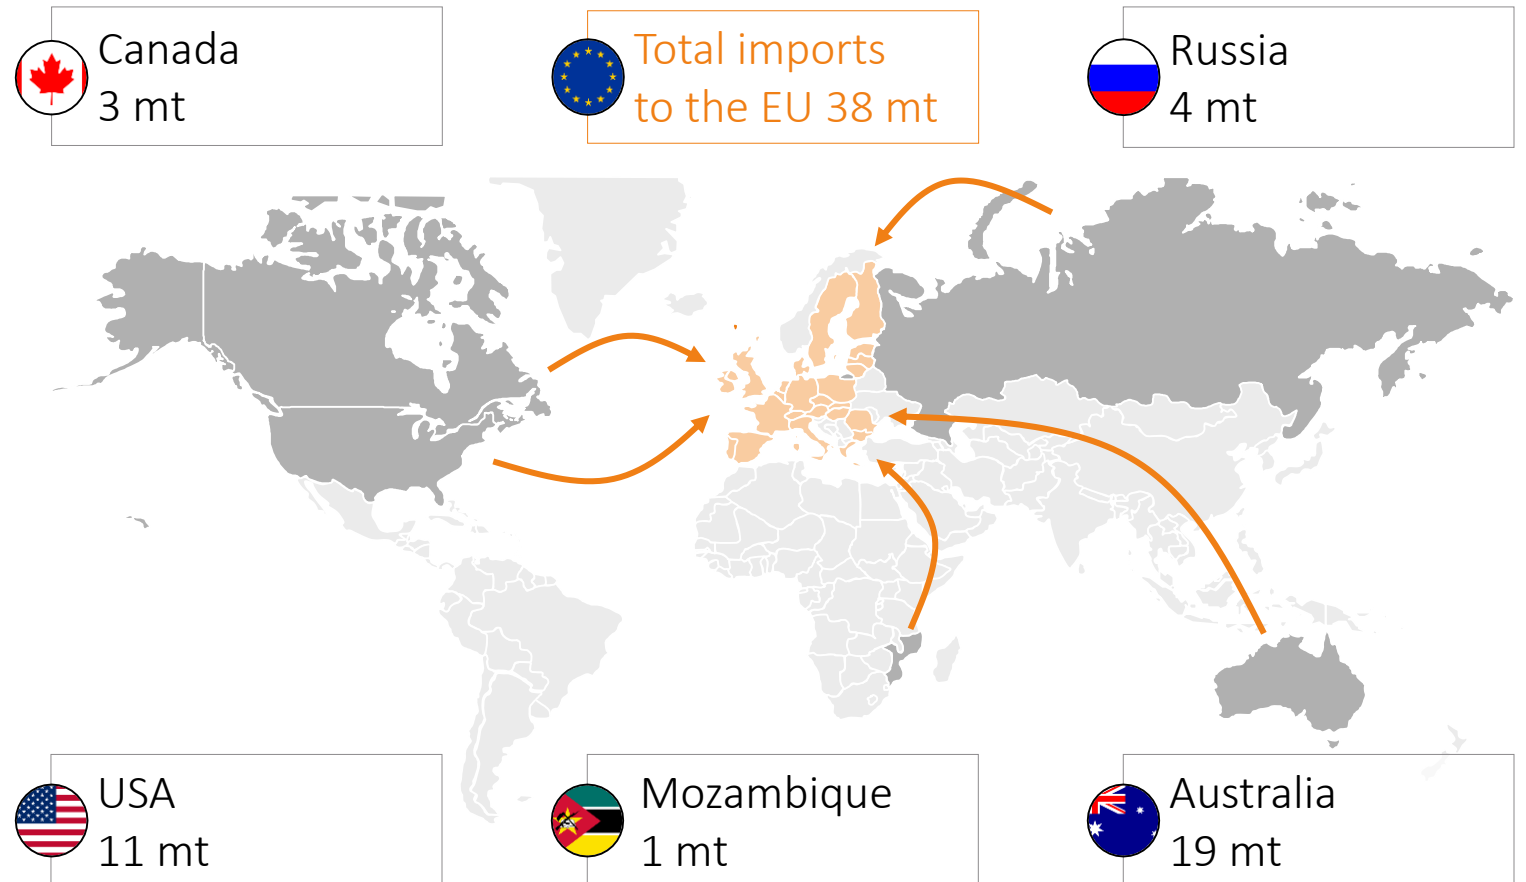 Canada
3 mt
Total imports
to the EU 38 mt
Russia
4 mt
USA
11 mt
Mozambique
1 mt
Australia
19 mt